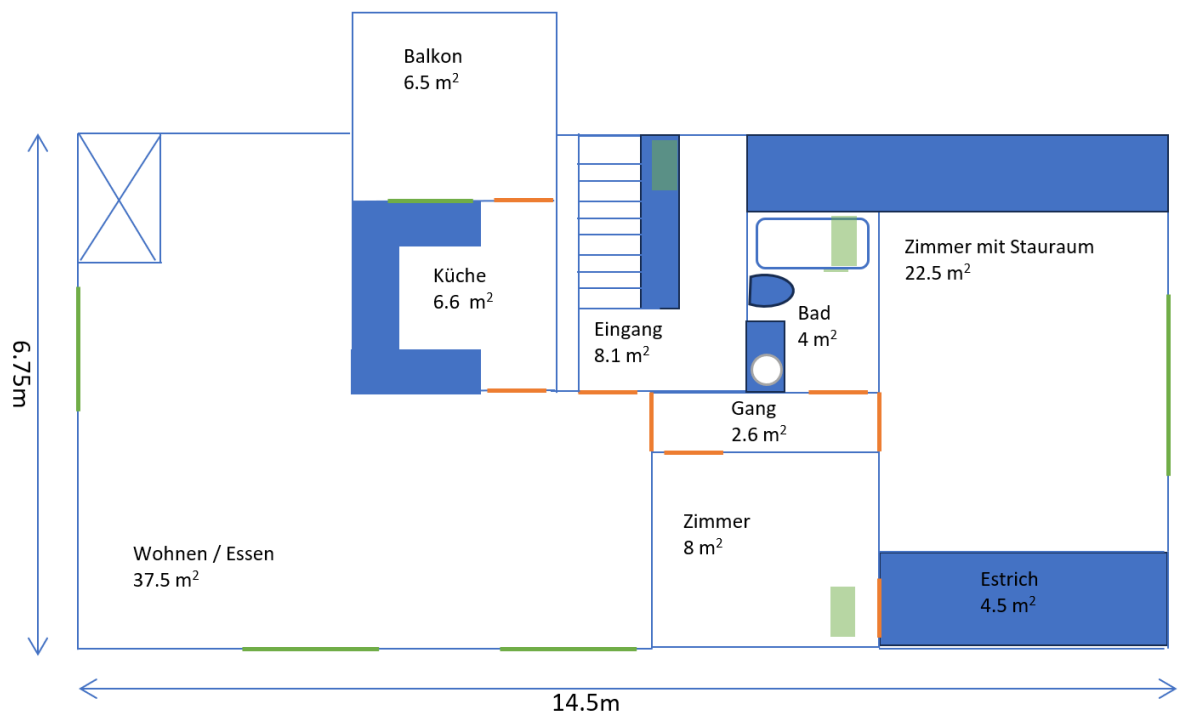 Balkon
6.5 m²
Küche
6.6 m²
Eingang
8.1 m²
Bad
4 m²
Zimmer mit Stauraum
22.5 m²
6.75m
Gang
2.6 m²
Zimmer
8 m²
Wohnen / Essen
37.5 m²
Estrich
4.5 m²
14.5m